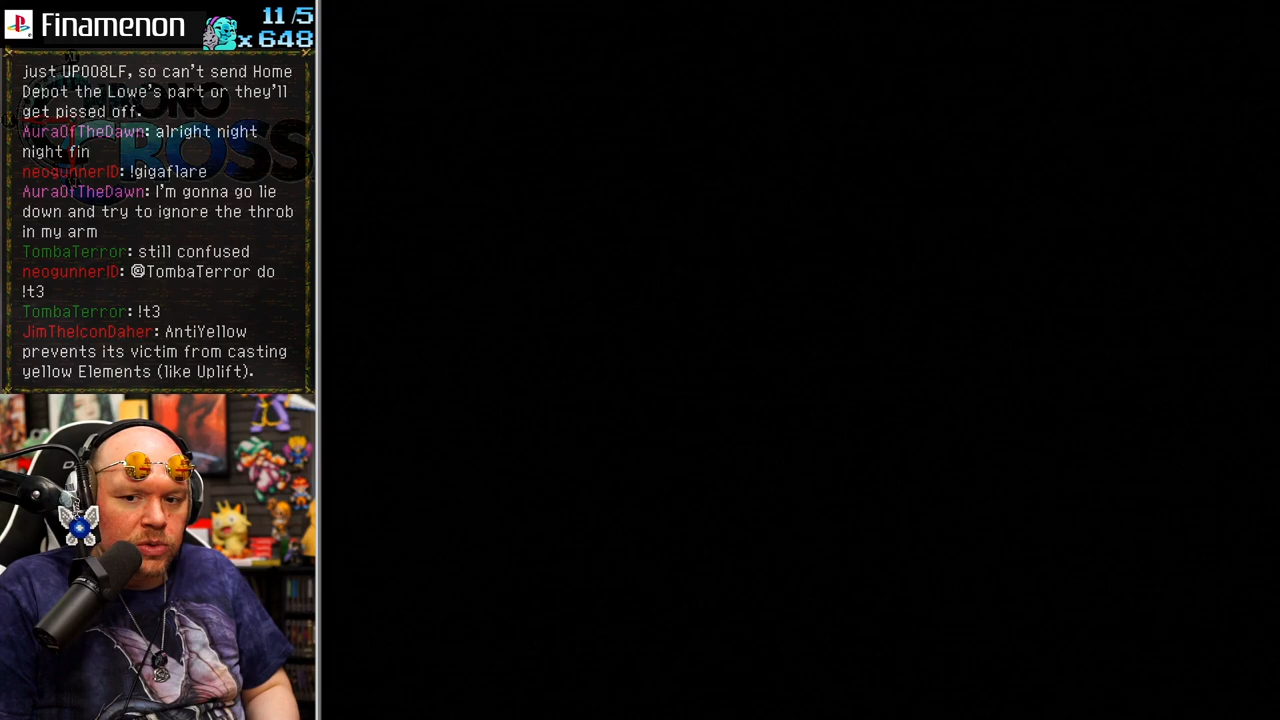 Finamenon
11/5
x 648
just UP008LF, so can't send Home
Depot the Lowe's part or they'll
get pissed off.
AuraOfTheDawn: alright night
night fin
neogunnerID: !gigaflare
AuraOfTheDawn: I'm gonna go lie
down and try to ignore the throb
in my arm
TombaTerror: still confused
neogunnerID: @TombaTerror do
!t3
TombaTerror: !t3
JimTheIconDaher: AntiYellow
prevents its victim from casting
yellow Elements (like Uplift).
CROSS